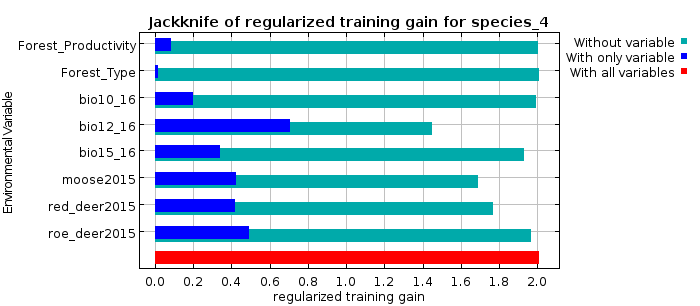 Jackknife of regularized training gain for species_4
Environmental Variable
Forest_Productivity
Forest_Type
bio10_16
bio12_16
bio15_16
moose2015
red_deer2015
roe_deer2015
0.0 0.2 0.4 0.6 0.8 1.0 1.2 1.4 1.6 1.8 2.0
regularized training gain
Without variable
With only variable
With all variables